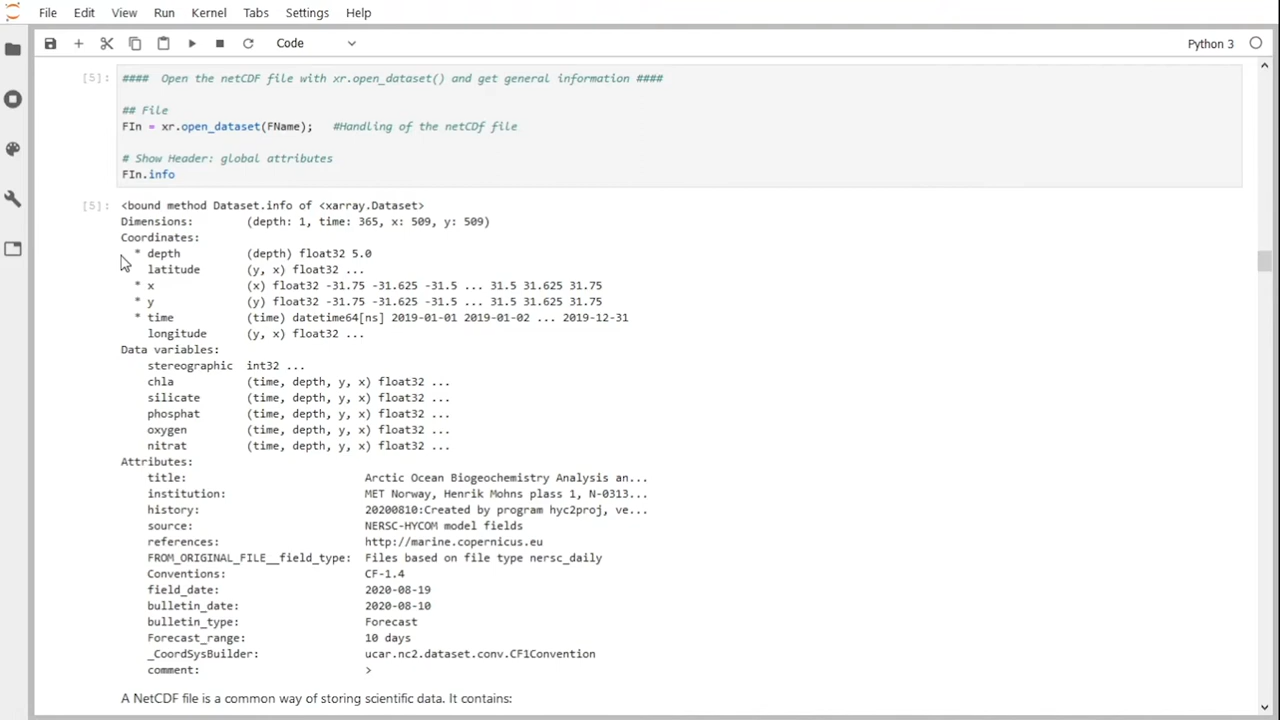 File Edit View Run Kernel Tabs Settings Help
Code Python 3
[5]: #### Open the netCDF file with xr.open_dataset() and get general information ####
## File
FIn = xr.open_dataset(FName); #Handling of the netCDf file
# Show Header: global attributes
FIn.info
[5]: <bound method Dataset.info of <xarray.Dataset>
Dimensions: (depth: 1, time: 365, x: 509, y: 509)
Coordinates:
* depth (depth) float32 5.0
latitude (y, x) float32 ...
* x (x) float32 -31.75 -31.625 -31.5 ... 31.5 31.625 31.75
* y (y) float32 -31.75 -31.625 -31.5 ... 31.5 31.625 31.75
* time (time) datetime64[ns] 2019-01-01 2019-01-02 ... 2019-12-31
longitude (y, x) float32 ...
Data variables:
stereographic int32 ...
chla (time, depth, y, x) float32 ...
silicate (time, depth, y, x) float32 ...
phosphat (time, depth, y, x) float32 ...
oxygen (time, depth, y, x) float32 ...
nitrat (time, depth, y, x) float32 ...
Attributes:
title: Arctic Ocean Biogeochemistry Analysis an...
institution: MET Norway, Henrik Mohns plass 1, N-0313...
history: 20200810:Created by program hyc2proj, ve...
source: NERSC-HYCOM model fields
references: http://marine.copernicus.eu
FROM_ORIGINAL_FILE__field_type: Files based on file type nersc_daily
Conventions: CF-1.4
field_date: 2020-08-19
bulletin_date: 2020-08-10
bulletin_type: Forecast
Forecast_range: 10 days
_CoordSysBuilder: ucar.nc2.dataset.conv.CF1Convention
comment: >
A NetCDF file is a common way of storing scientific data. It contains: